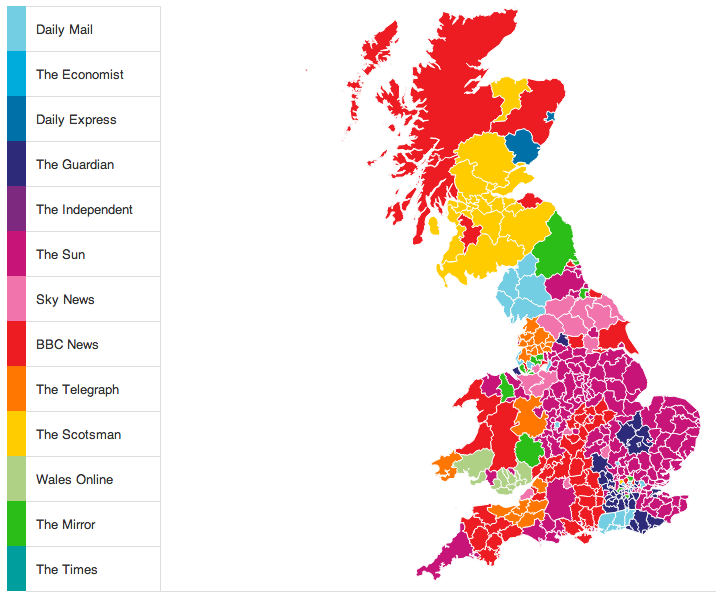 Daily Mail
The Economist
Daily Express
The Guardian
The Independent
The Sun
Sky News
BBC News
The Telegraph
The Scotsman
Wales Online
The Mirror
The Times